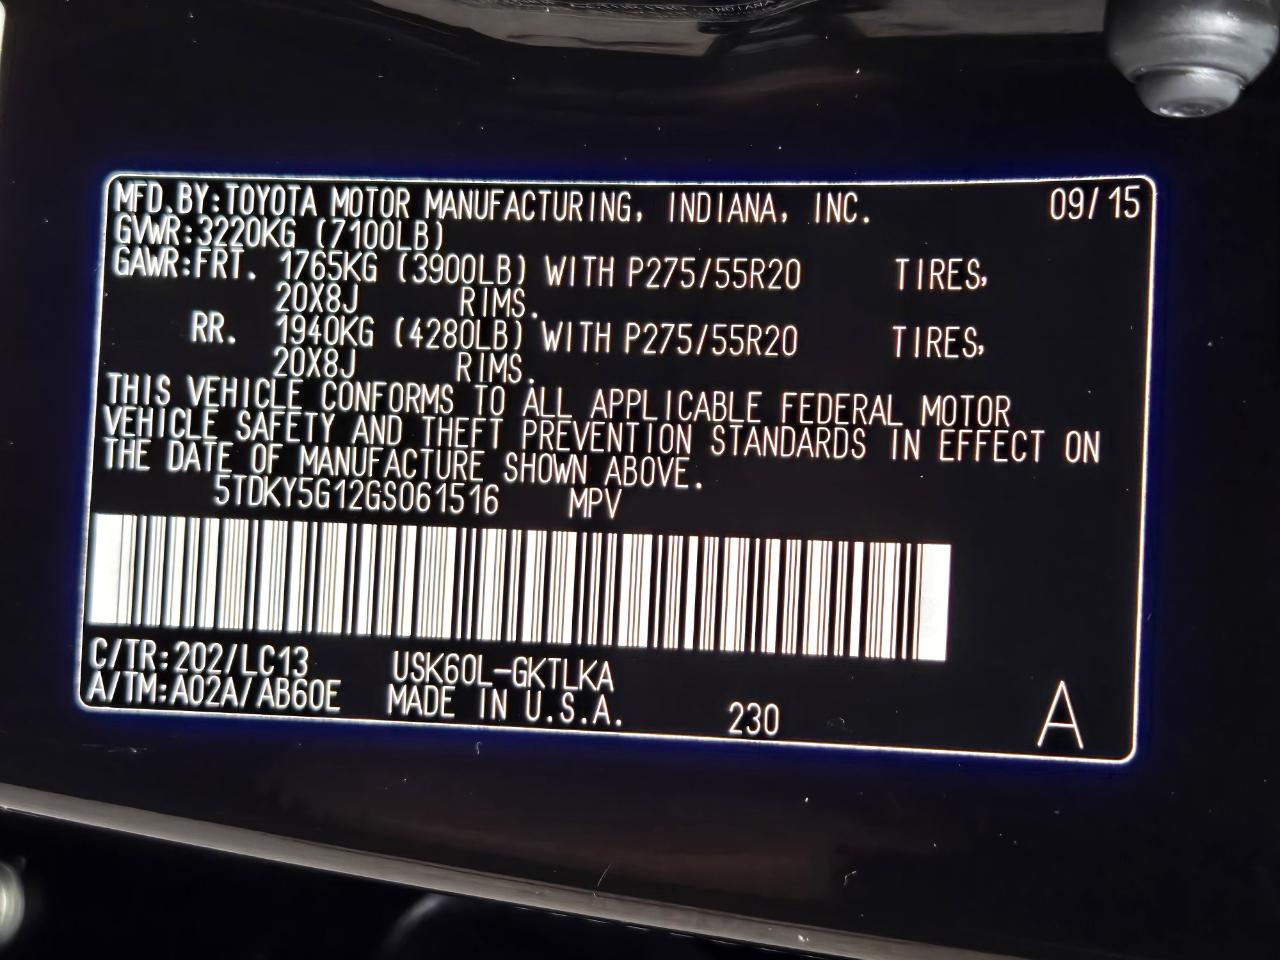 MFD.BY:TOYOTA MOTOR MANUFACTURING, INDIANA, INC. 09/15
GVWR:3220KG (7100LB)
GAWR:FRT. 1765KG (3900LB) WITH P275/55R20 TIRES,
20X8J RIMS.
RR. 1940KG (4280LB) WITH P275/55R20 TIRES,
20X8J RIMS.
THIS VEHICLE CONFORMS TO ALL APPLICABLE FEDERAL MOTOR
VEHICLE SAFETY AND THEFT PREVENTION STANDARDS IN EFFECT ON
THE DATE OF MANUFACTURE SHOWN ABOVE.
5TDKY5G12GS061516 MPV
C/TR:202/LC13 USK60L-GKTLKA
A/TM:A02A/AB60E MADE IN U.S.A. 230 A